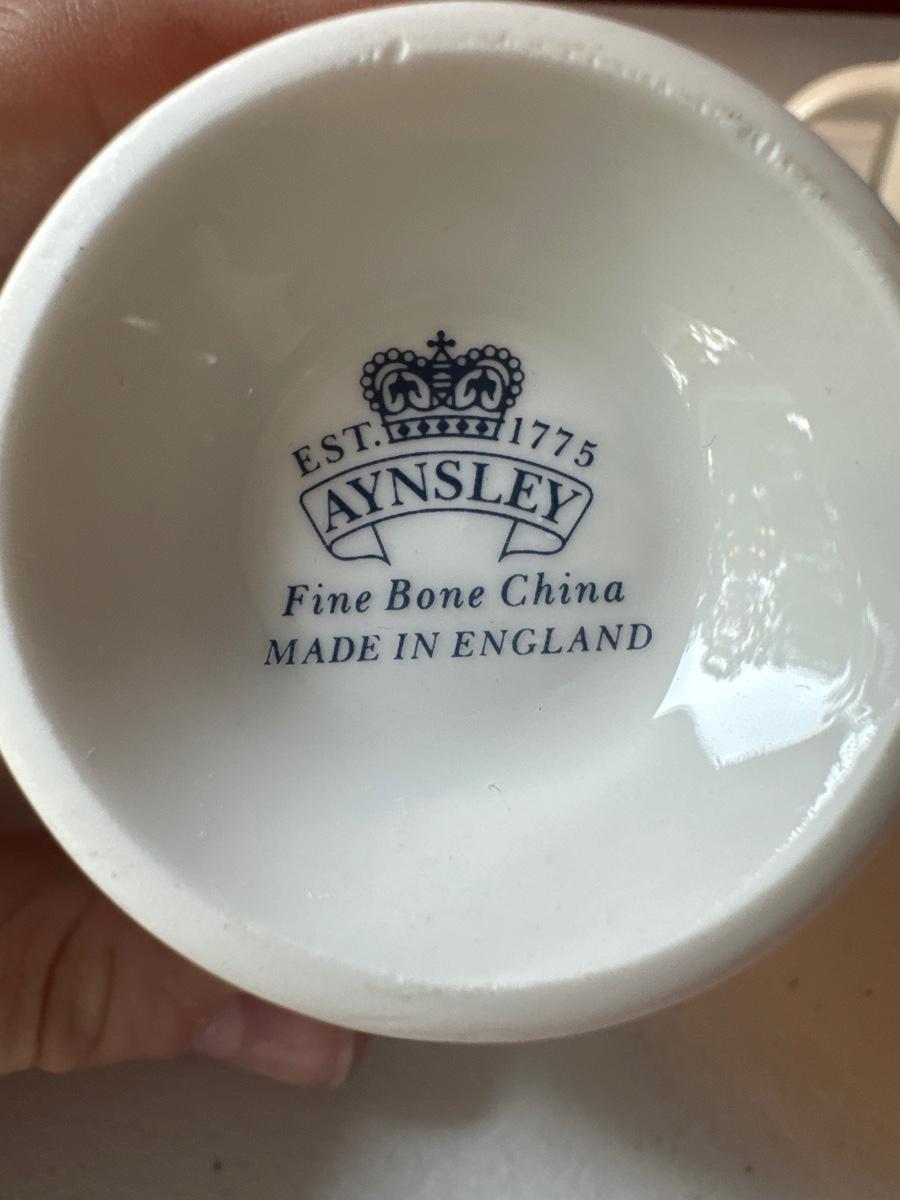 EST. 1775
AYNSLEY
Fine Bone China
MADE IN ENGLAND